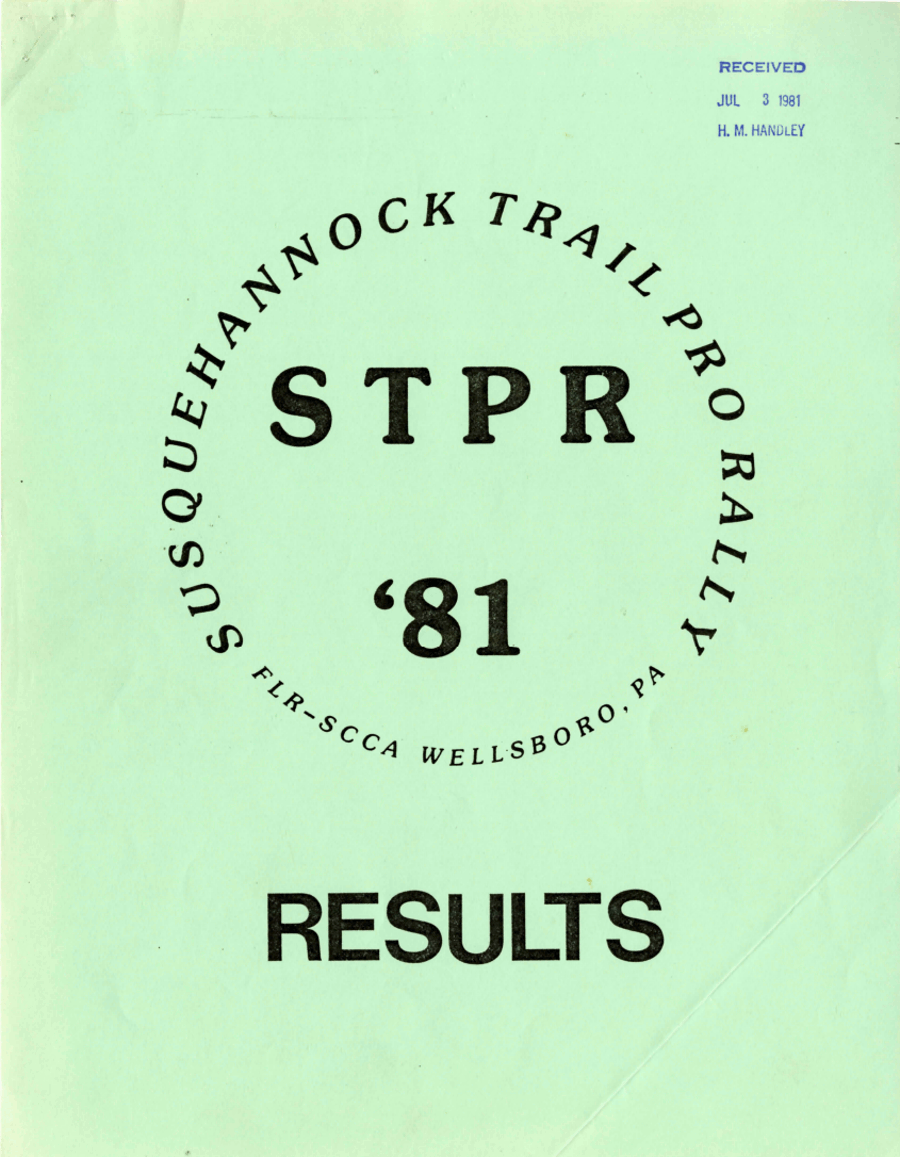 RECEIVED
JUL 3 1981
H. M. HANDLEY
SUSQUEHANNOCK TRAIL PRO RALLY
STPR
‘81
FLR-SCCA WELLSBORO, PA
RESULTS